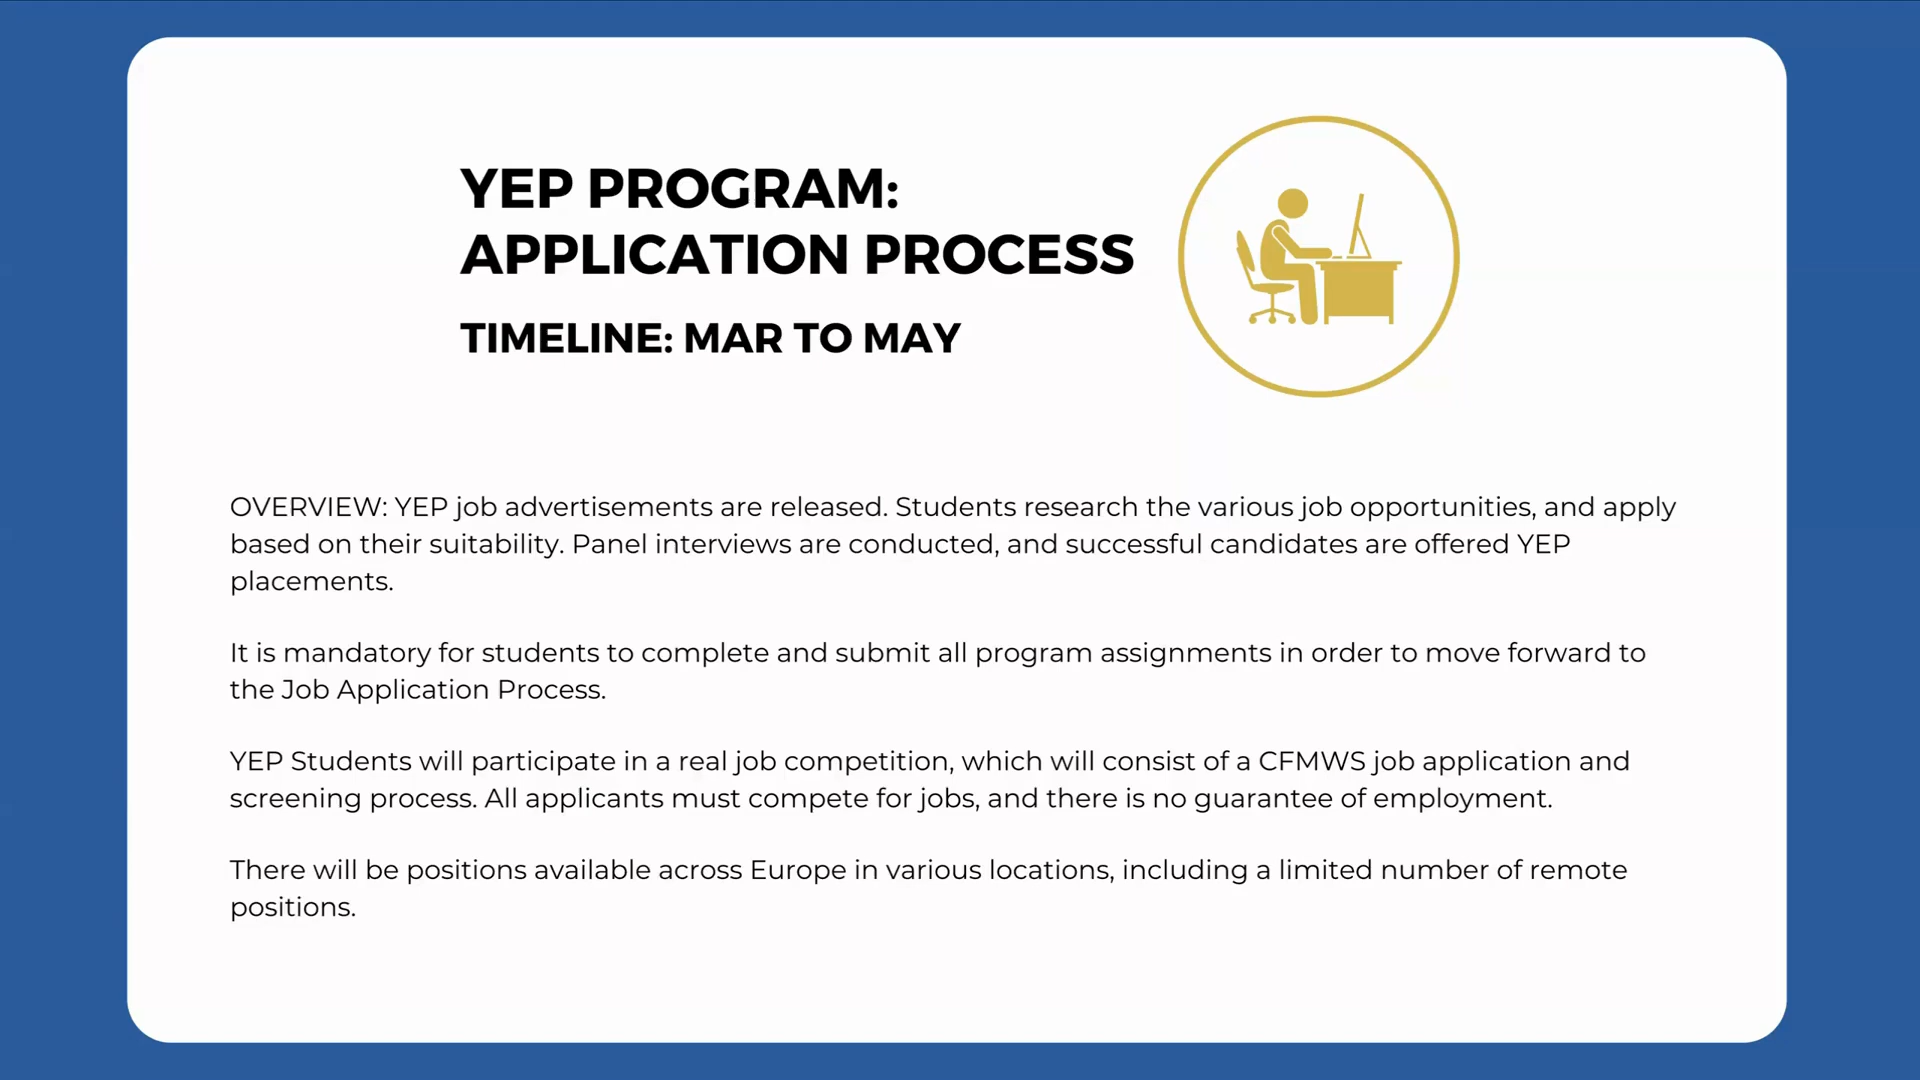 YEP PROGRAM:
APPLICATION PROCESS
TIMELINE: MAR TO MAY
OVERVIEW: YEP job advertisements are released. Students research the various job opportunities, and apply
based on their suitability. Panel interviews are conducted, and successful candidates are offered YEP
placements.
It is mandatory for students to complete and submit all program assignments in order to move forward to
the Job Application Process.
YEP Students will participate in a real job competition, which will consist of a CFMWS job application and
screening process. All applicants must compete for jobs, and there is no guarantee of employment.
There will be positions available across Europe in various locations, including a limited number of remote
positions.